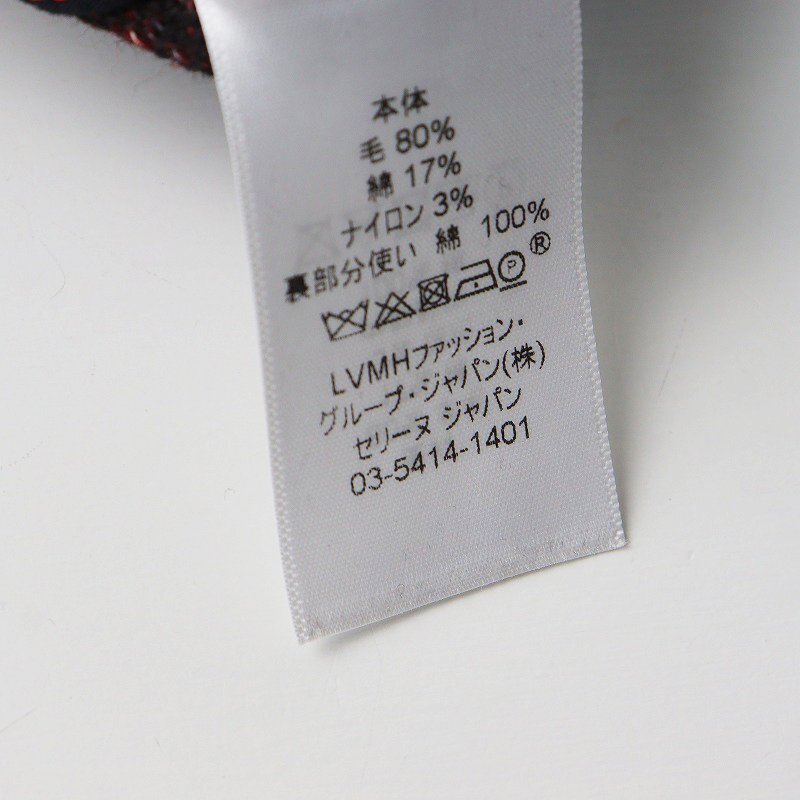 本体
毛 80%
綿 17%
ナイロン 3%
裏部分使い 綿 100%
P ®
LVMHファッション・
グループ・ジャパン(株)
セリーヌ ジャパン
03-5414-1401